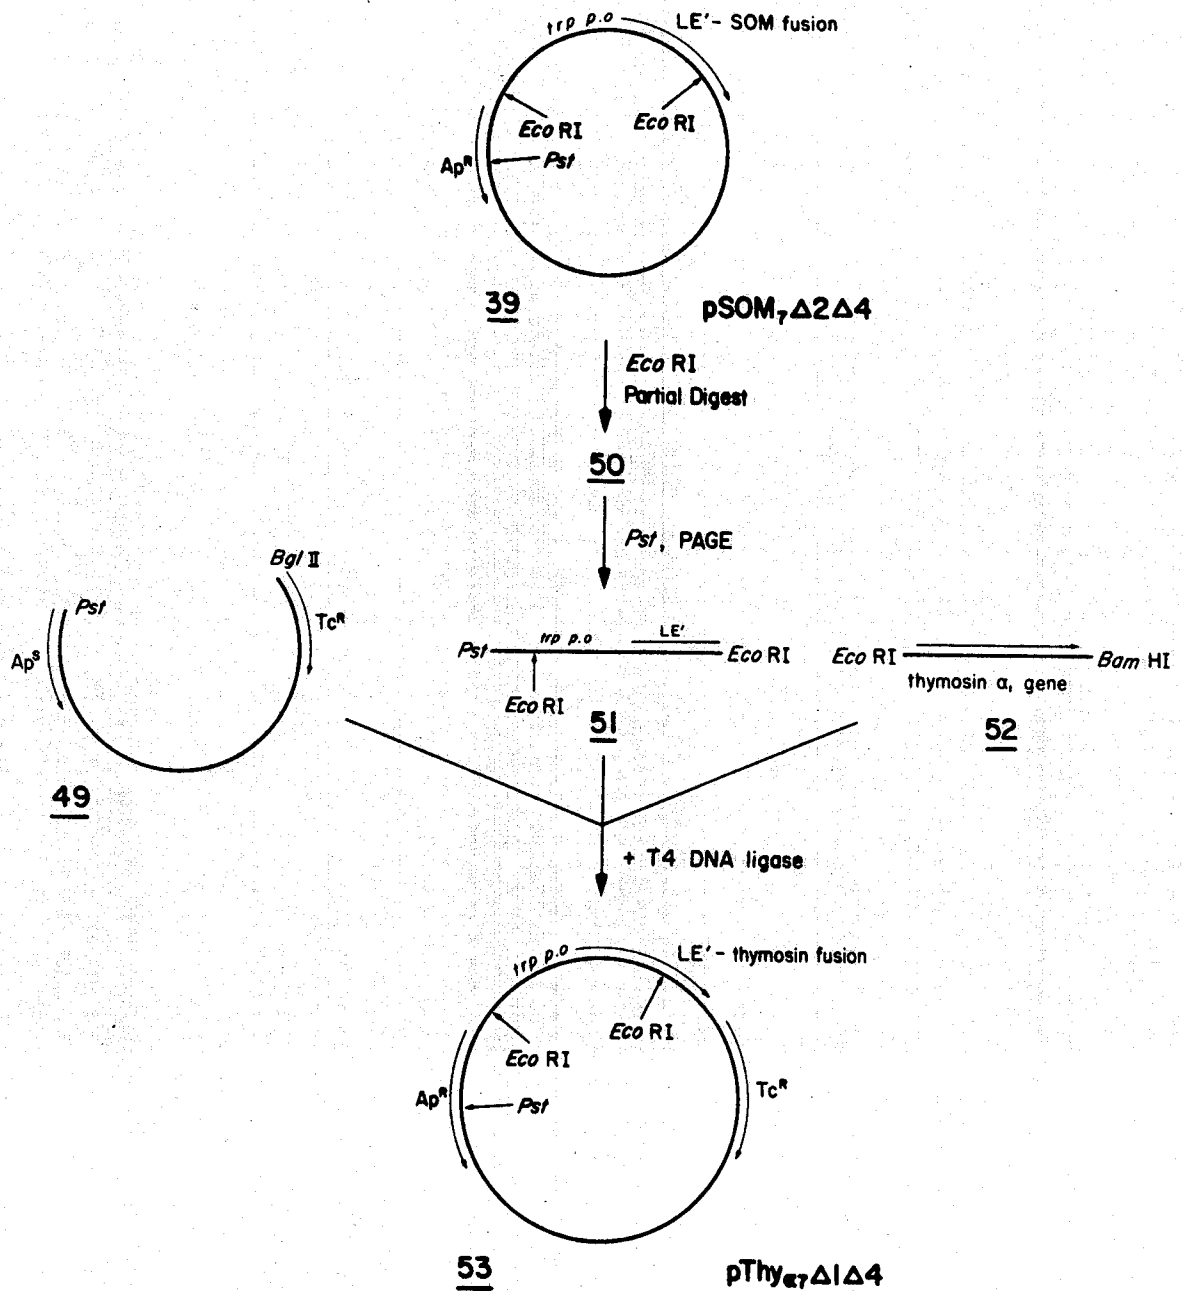 trp p.o
LE' - SOM fusion
Eco RI
Eco RI
Pst
Ap^R
39
pSOM₇Δ2Δ4
Eco RI
Partial Digest
50
Pst, PAGE
Bgl II
Pst
Tc^R
Ap^S
49
trp p.o
LE'
Pst
Eco RI
Eco RI
51
Eco RI
Bam HI
thymosin α, gene
52
+ T4 DNA ligase
trp p.o
LE' - thymosin fusion
Eco RI
Eco RI
Ap^R
Pst
Tc^R
53
pThy_α7Δ1Δ4